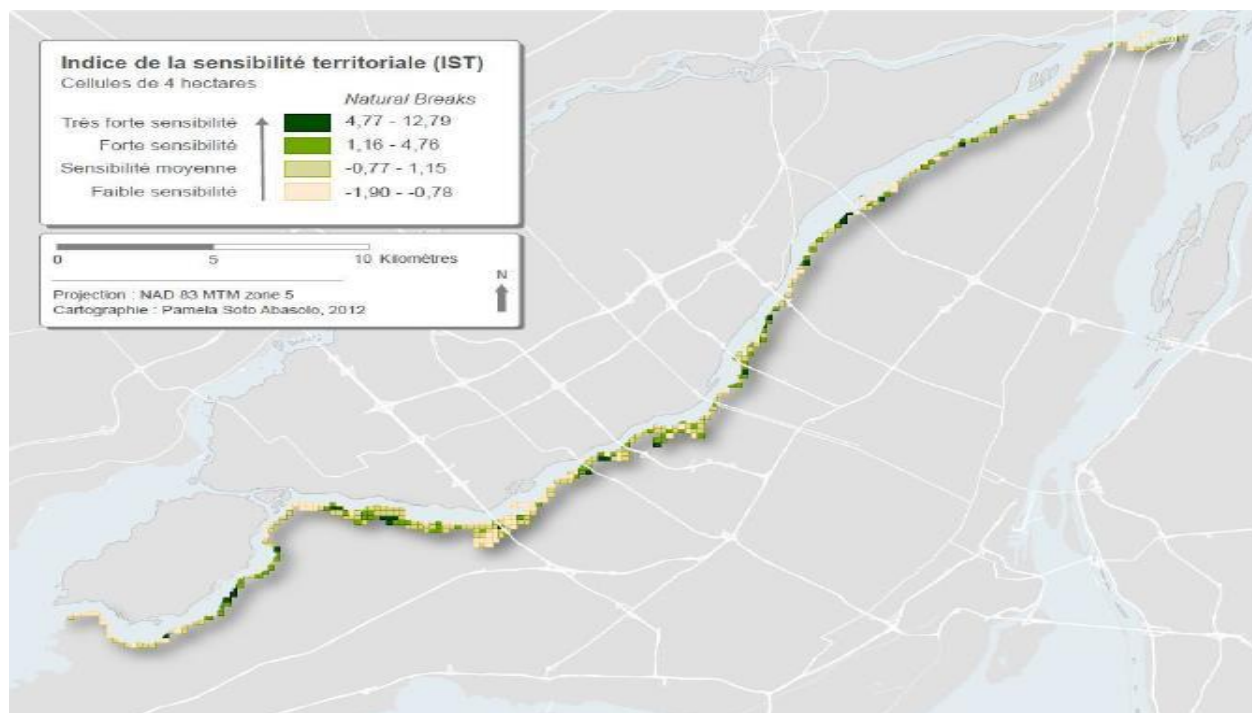 Indice de la sensibilité territoriale (IST)
Cellules de 4 hectares
Natural Breaks
Très forte sensibilité 4,77 - 12,79
Forte sensibilité 1,16 - 4,76
Sensibilité moyenne -0,77 - 1,15
Faible sensibilité -1,90 - -0,78
0 5 10 Kilomètres
N
Projection : NAD 83 MTM zone 5
Cartographie : Pamela Soto Abasolo, 2012